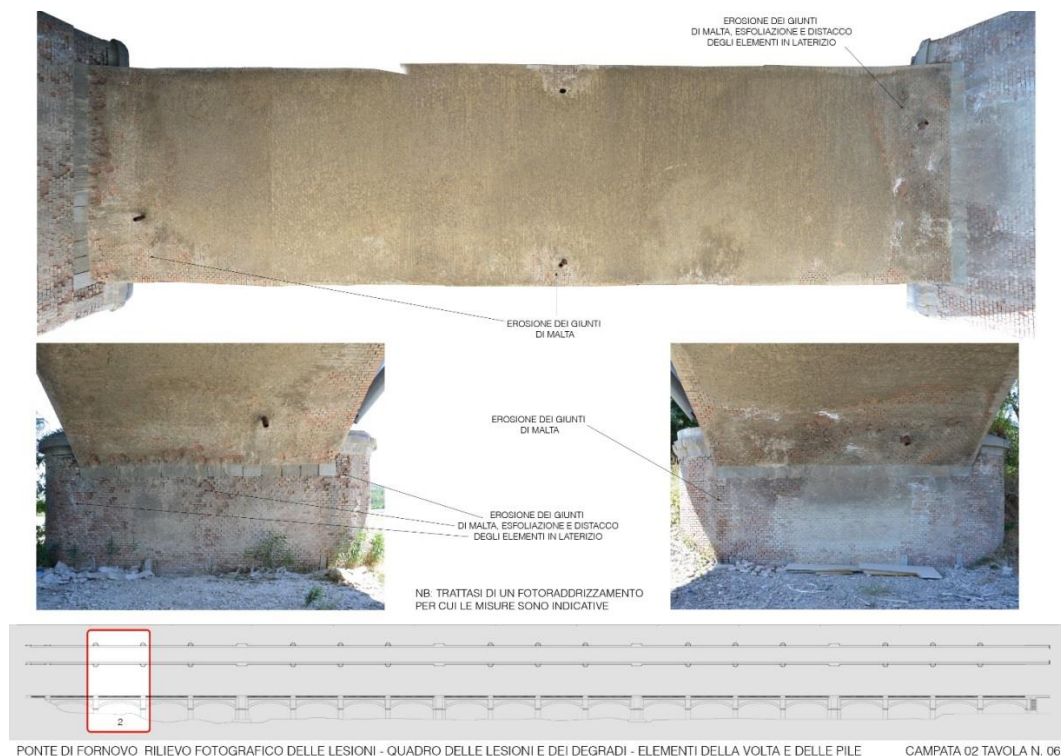 EROSIONE DEI GIUNTI
DI MALTA, ESFOLIAZIONE E DISTACCO
DEGLI ELEMENTI IN LATERIZIO
EROSIONE DEI GIUNTI
DI MALTA
EROSIONE DEI GIUNTI
DI MALTA
EROSIONE DEI GIUNTI
DI MALTA, ESFOLIAZIONE E DISTACCO
DEGLI ELEMENTI IN LATERIZIO
NB: TRATTASI DI UN FOTORADDRIZZAMENTO
PER CUI LE MISURE SONO INDICATIVE
2
PONTE DI FORNOVO RILIEVO FOTOGRAFICO DELLE LESIONI - QUADRO DELLE LESIONI E DEI DEGRADI - ELEMENTI DELLA VOLTA E DELLE PILE CAMPATA 02 TAVOLA N. 06